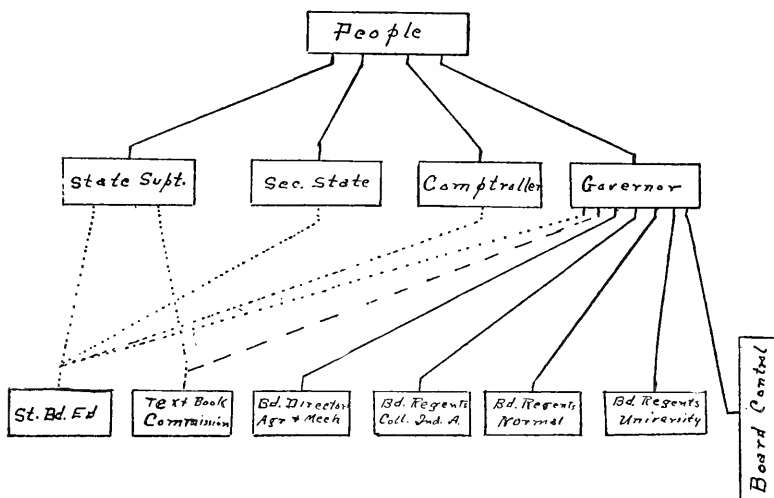 People
State Supt.
Sec. State
Comptroller
Governor
St. Bd. Ed
Text Book
Commission
Bd. Director
Agr + Mech
Bd. Regents
Coll. Ind. A.
Bd. Regents
Normal
Bd. Regents
University
Board Control